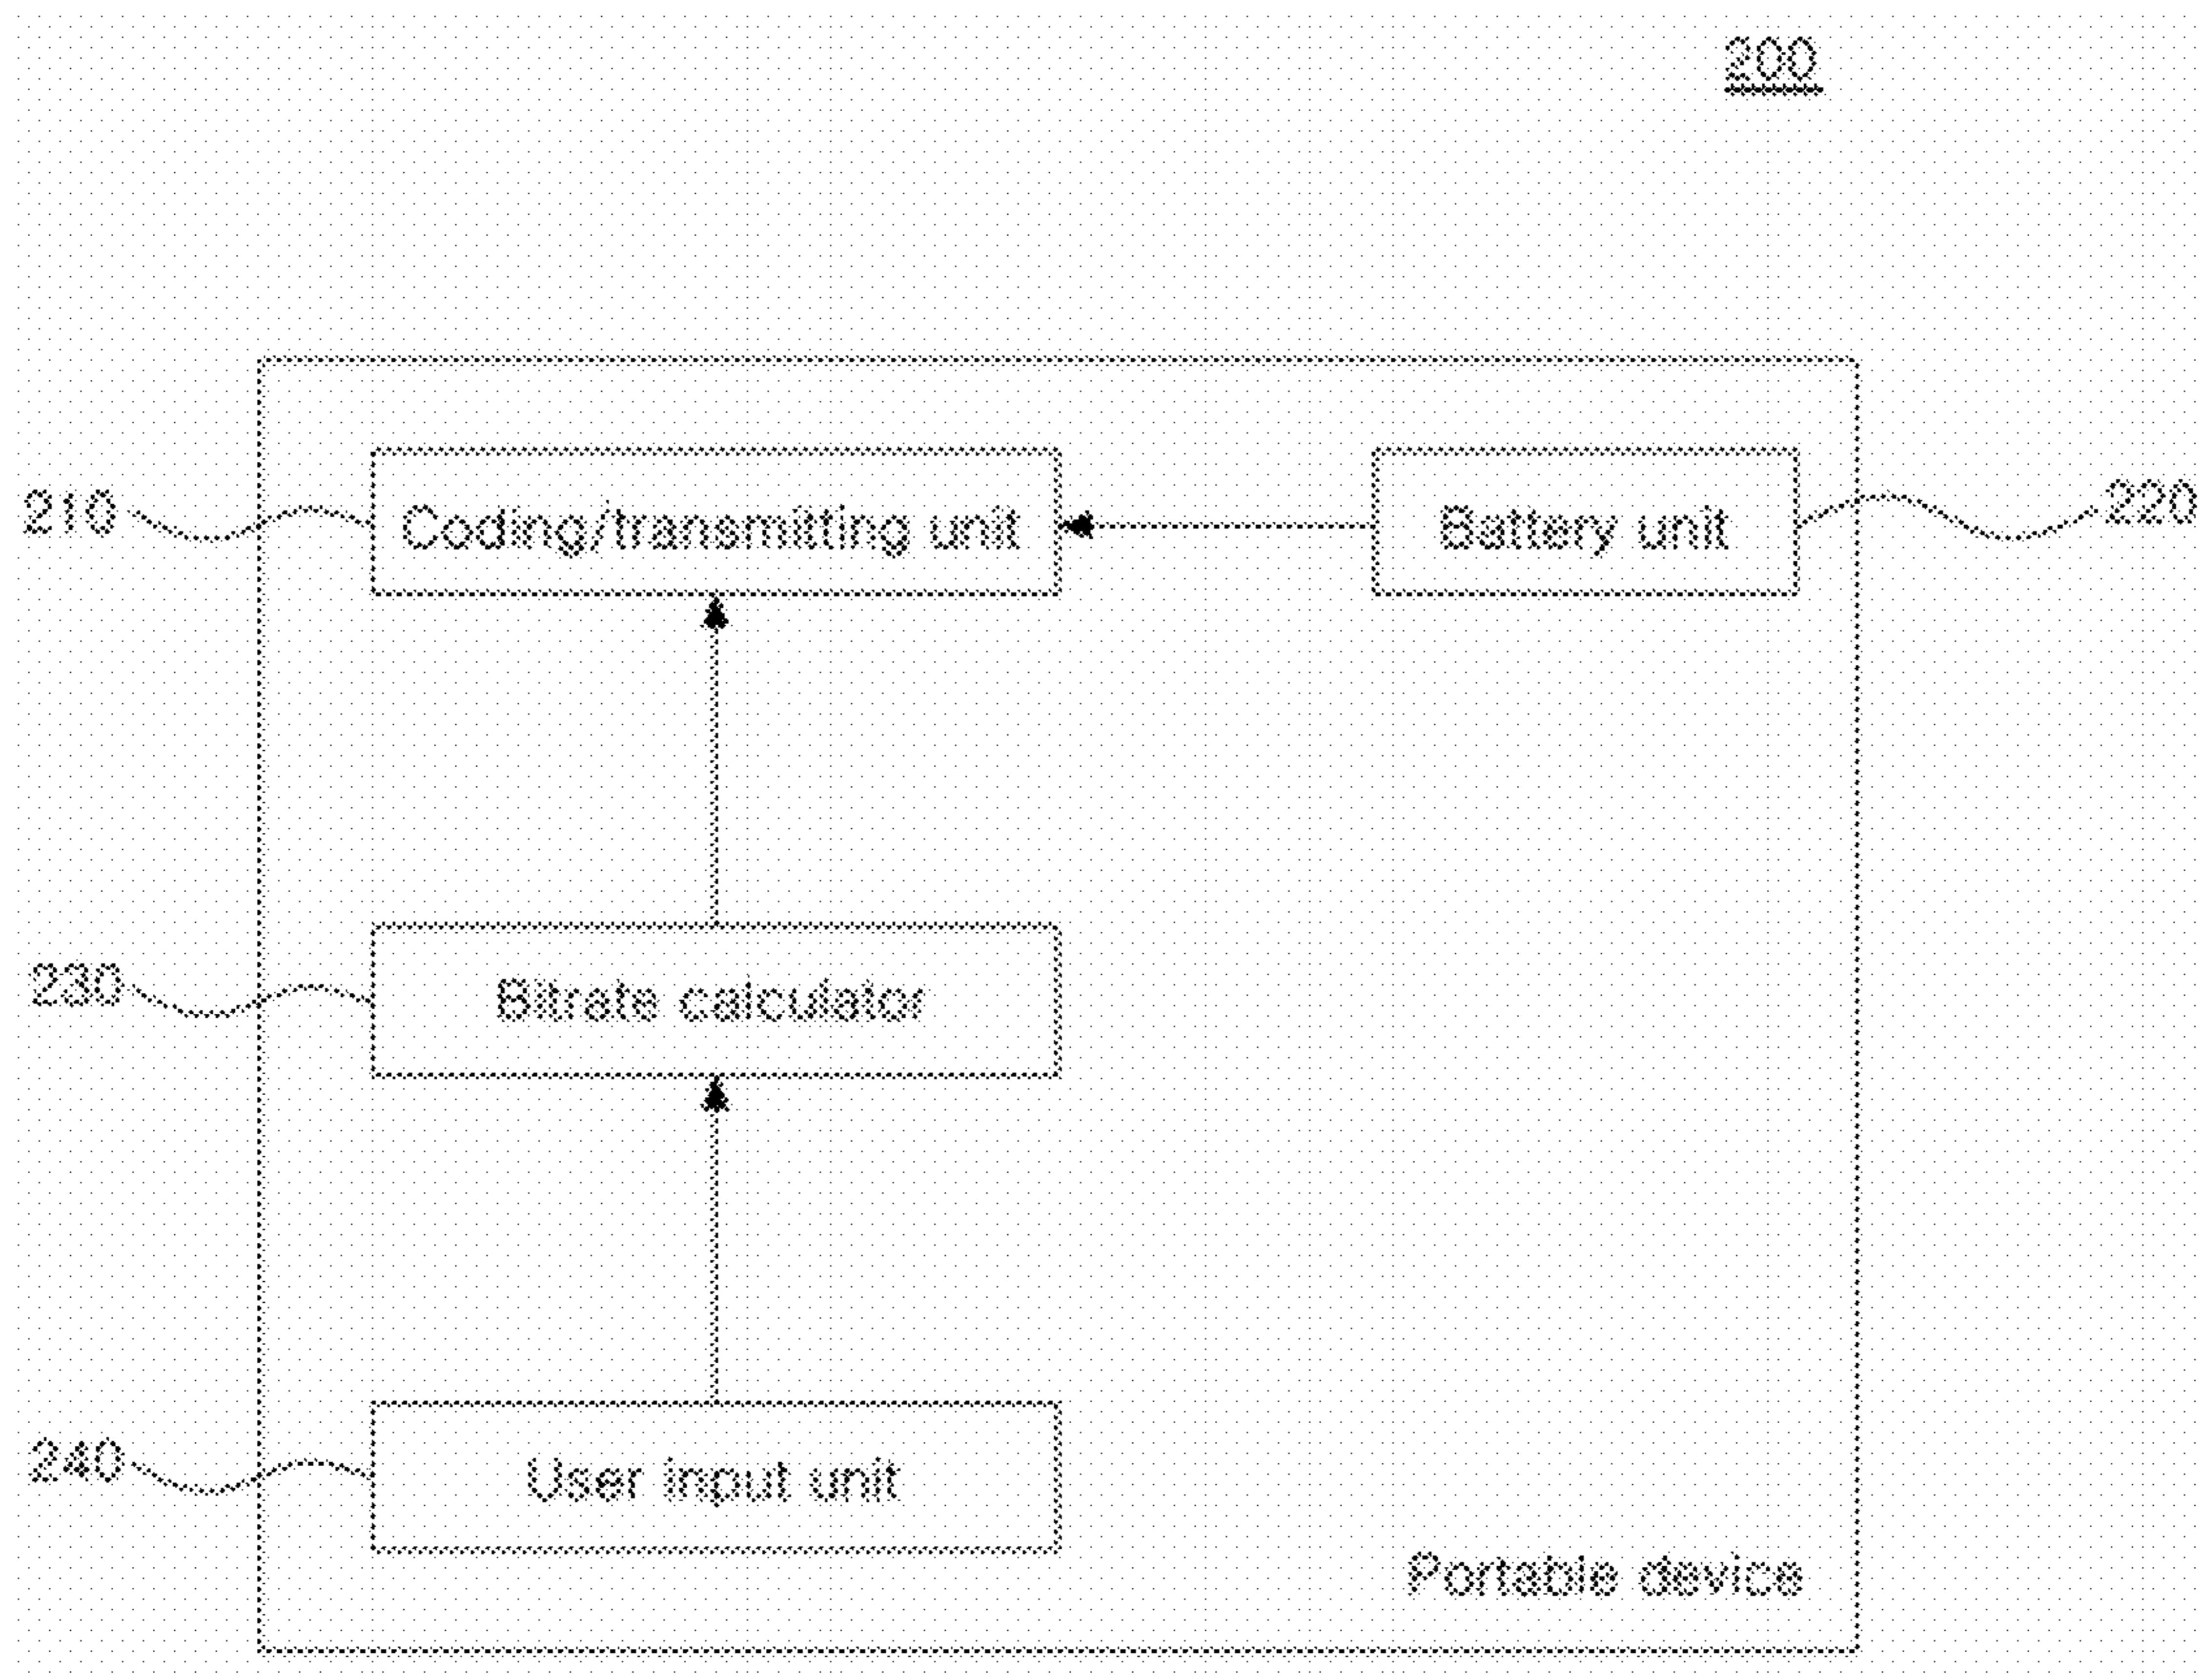 200
210
Coding/transmitting unit
Battery unit
220
230
Bitrate calculator
240
User input unit
Portable device